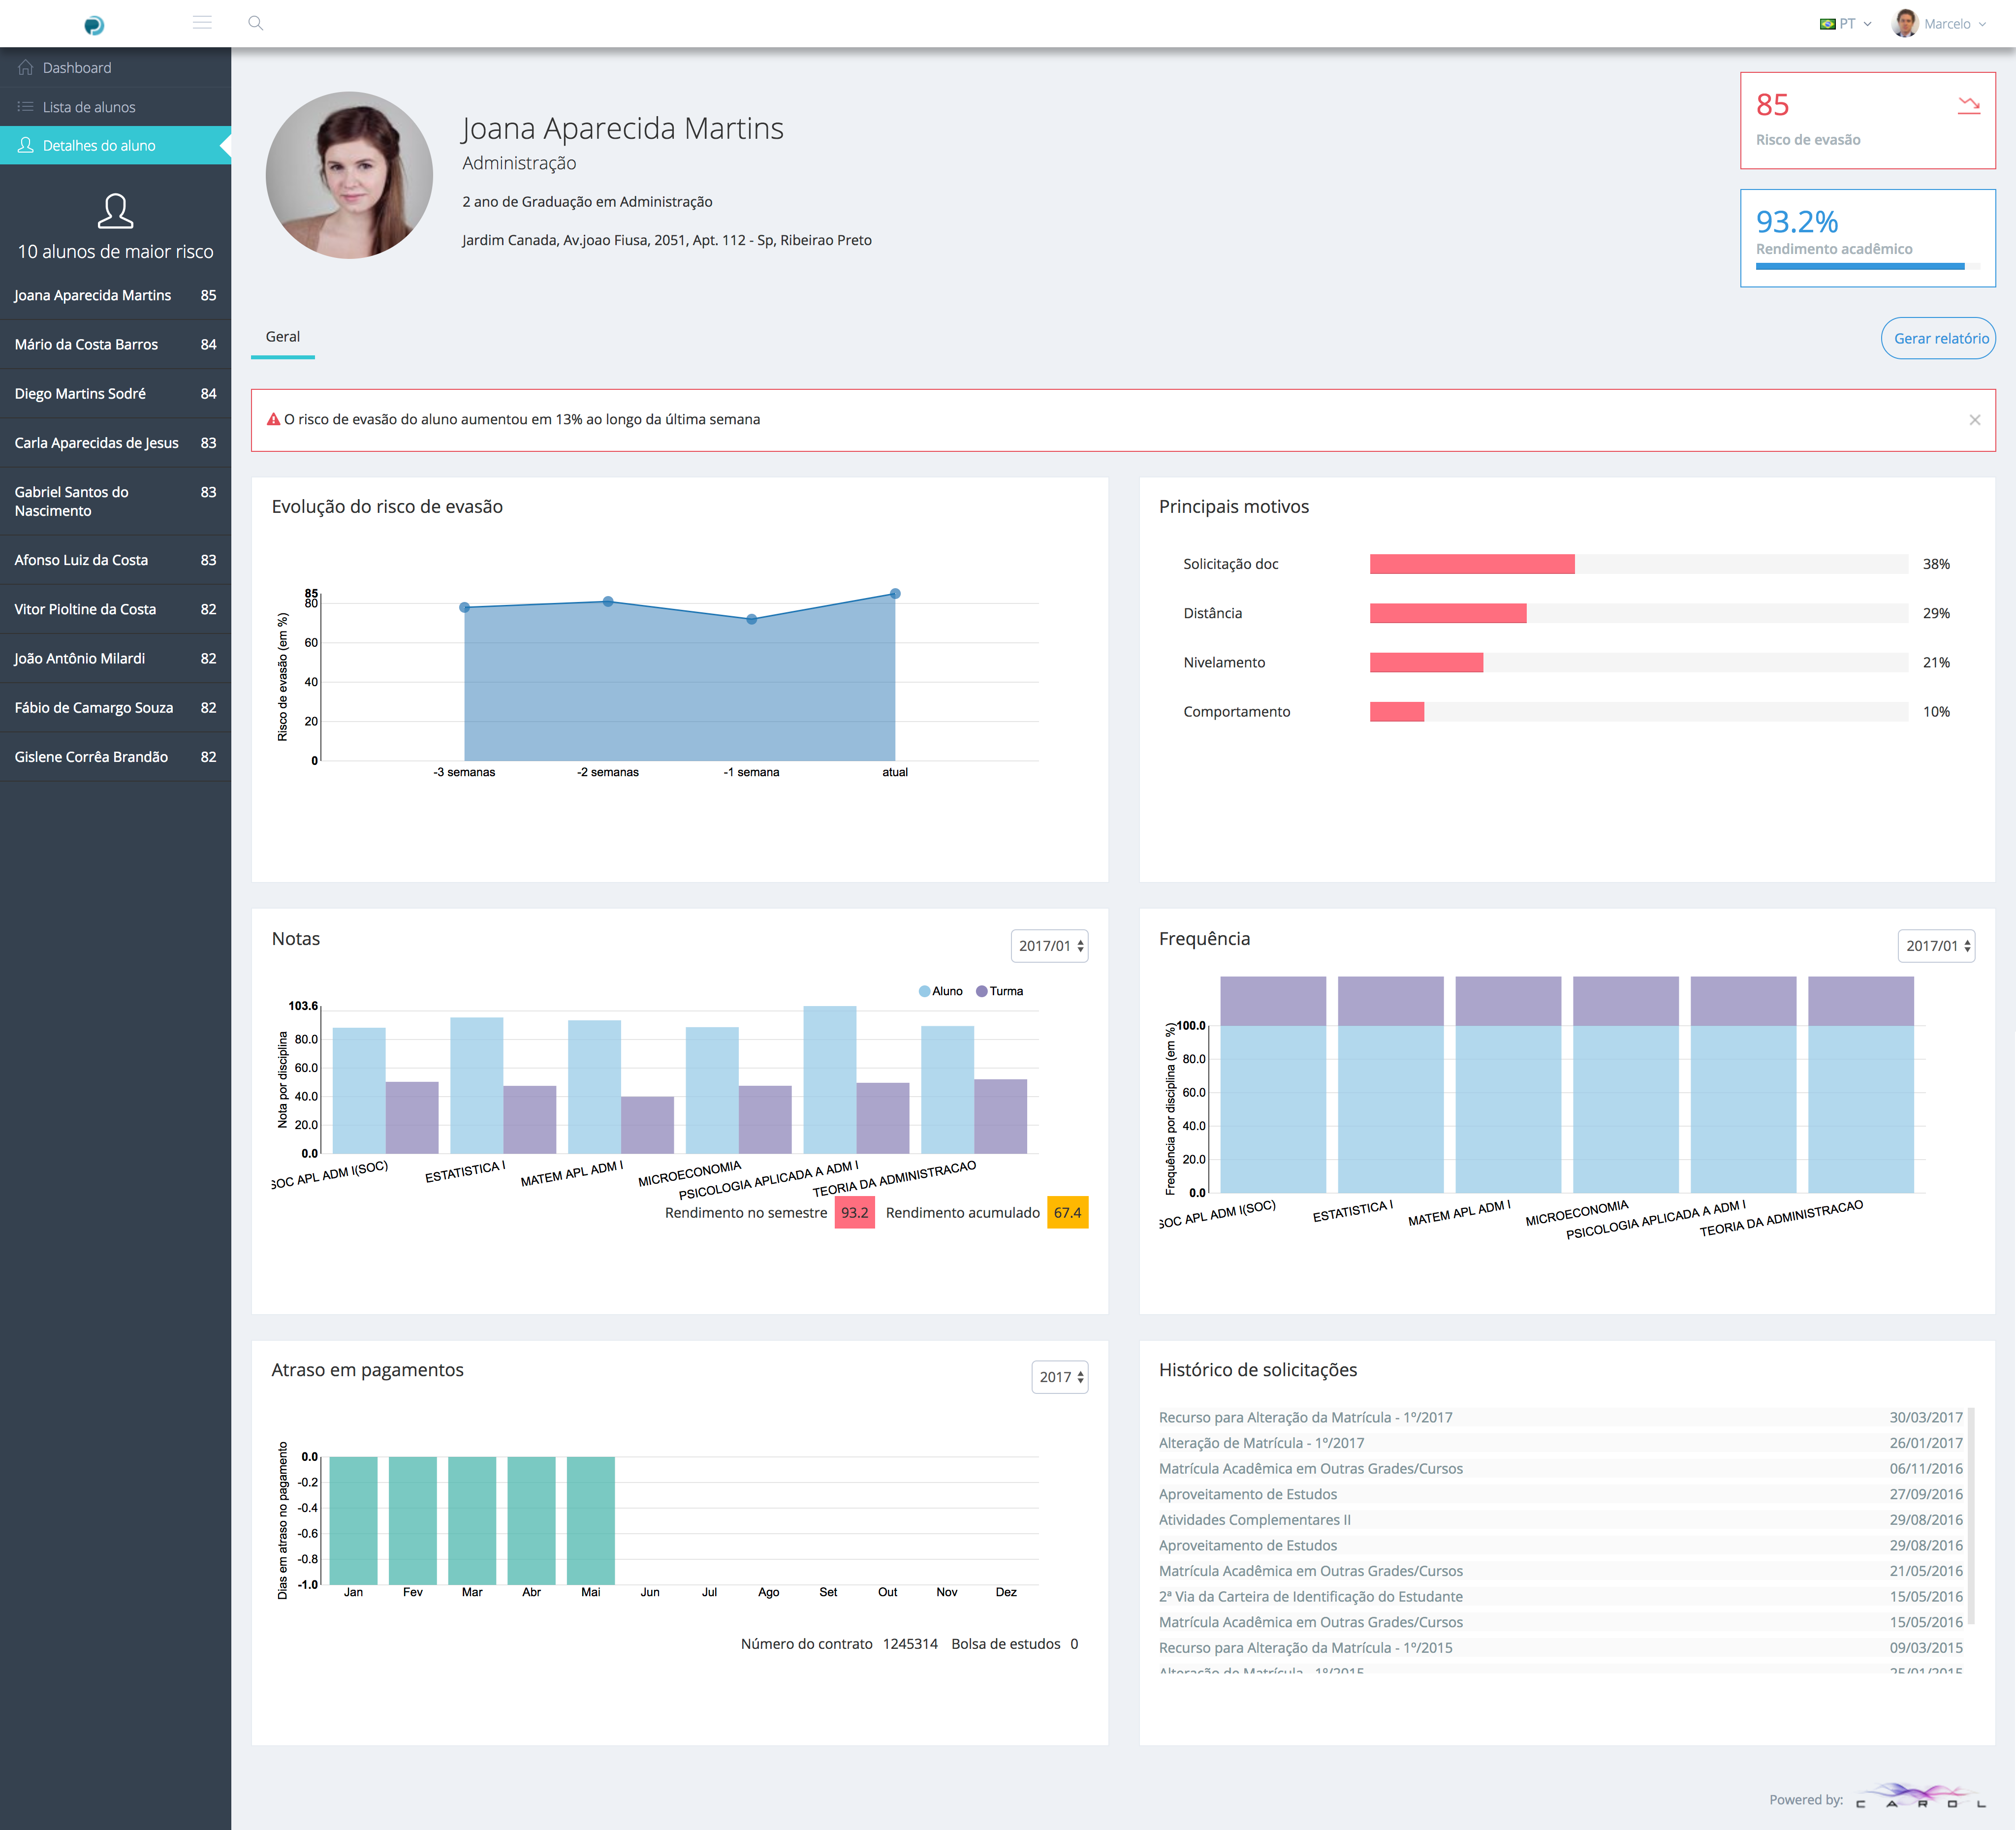 PT
Marcelo
Dashboard
Lista de alunos
Detalhes do aluno
10 alunos de maior risco
Joana Aparecida Martins 85
Mário da Costa Barros 84
Diego Martins Sodré 84
Carla Aparecidas de Jesus 83
Gabriel Santos do 83
Nascimento
Afonso Luiz da Costa 83
Vitor Pioltine da Costa 82
João Antônio Milardi 82
Fábio de Camargo Souza 82
Gislene Corrêa Brandão 82
Joana Aparecida Martins
Administração
2 ano de Graduação em Administração
Jardim Canada, Av.joao Fiusa, 2051, Apt. 112 - Sp, Ribeirao Preto
85
Risco de evasão
93.2%
Rendimento acadêmico
Geral
Gerar relatório
O risco de evasão do aluno aumentou em 13% ao longo da última semana
Evolução do risco de evasão
Risco de evasão (em %)
85
80
60
40
20
0
-3 semanas -2 semanas -1 semana atual
Principais motivos
Solicitação doc 38%
Distância 29%
Nivelamento 21%
Comportamento 10%
Notas
2017/01
Aluno Turma
Nota por disciplina
103.6
80.0
60.0
40.0
20.0
0.0
SOC APL ADM I(SOC)
ESTATISTICA I
MATEM APL ADM I
MICROECONOMIA
PSICOLOGIA APLICADA A ADM I
TEORIA DA ADMINISTRACAO
Rendimento no semestre 93.2 Rendimento acumulado 67.4
Frequência
2017/01
Frequência por disciplina (em %)
100.0
80.0
60.0
40.0
20.0
0.0
SOC APL ADM I(SOC)
ESTATISTICA I
MATEM APL ADM I
MICROECONOMIA
PSICOLOGIA APLICADA A ADM I
TEORIA DA ADMINISTRACAO
Atraso em pagamentos
2017
Dias em atraso no pagamento
0.0
-0.2
-0.4
-0.6
-0.8
-1.0
Jan Fev Mar Abr Mai Jun Jul Ago Set Out Nov Dez
Número do contrato 1245314 Bolsa de estudos 0
Histórico de solicitações
Recurso para Alteração da Matrícula - 1º/2017 30/03/2017
Alteração de Matrícula - 1º/2017 26/01/2017
Matrícula Acadêmica em Outras Grades/Cursos 06/11/2016
Aproveitamento de Estudos 27/09/2016
Atividades Complementares II 29/08/2016
Aproveitamento de Estudos 29/08/2016
Matrícula Acadêmica em Outras Grades/Cursos 21/05/2016
2ª Via da Carteira de Identificação do Estudante 15/05/2016
Matrícula Acadêmica em Outras Grades/Cursos 15/05/2016
Recurso para Alteração da Matrícula - 1º/2015 09/03/2015
Alteração de Matrícula - 1º/2015 25/01/2015
Powered by: CAROL